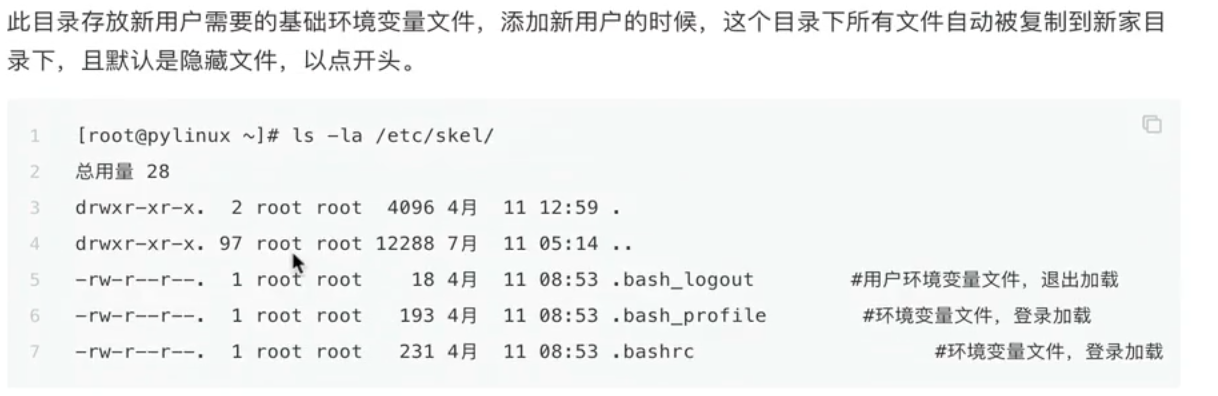 此目录存放新用户需要的基础环境变量文件，添加新用户的时候，这个目录下所有文件自动被复制到新家目
录下，且默认是隐藏文件，以点开头。
1 [root@pylinux ~]# ls -la /etc/skel/
2 总用量 28
3 drwxr-xr-x.  2 root root  4096 4月  11 12:59 .
4 drwxr-xr-x. 97 root root 12288 7月  11 05:14 ..
5 -rw-r--r--.  1 root root    18 4月  11 08:53 .bash_logout        #用户环境变量文件，退出加载
6 -rw-r--r--.  1 root root   193 4月  11 08:53 .bash_profile        #环境变量文件，登录加载
7 -rw-r--r--.  1 root root   231 4月  11 08:53 .bashrc                    #环境变量文件，登录加载